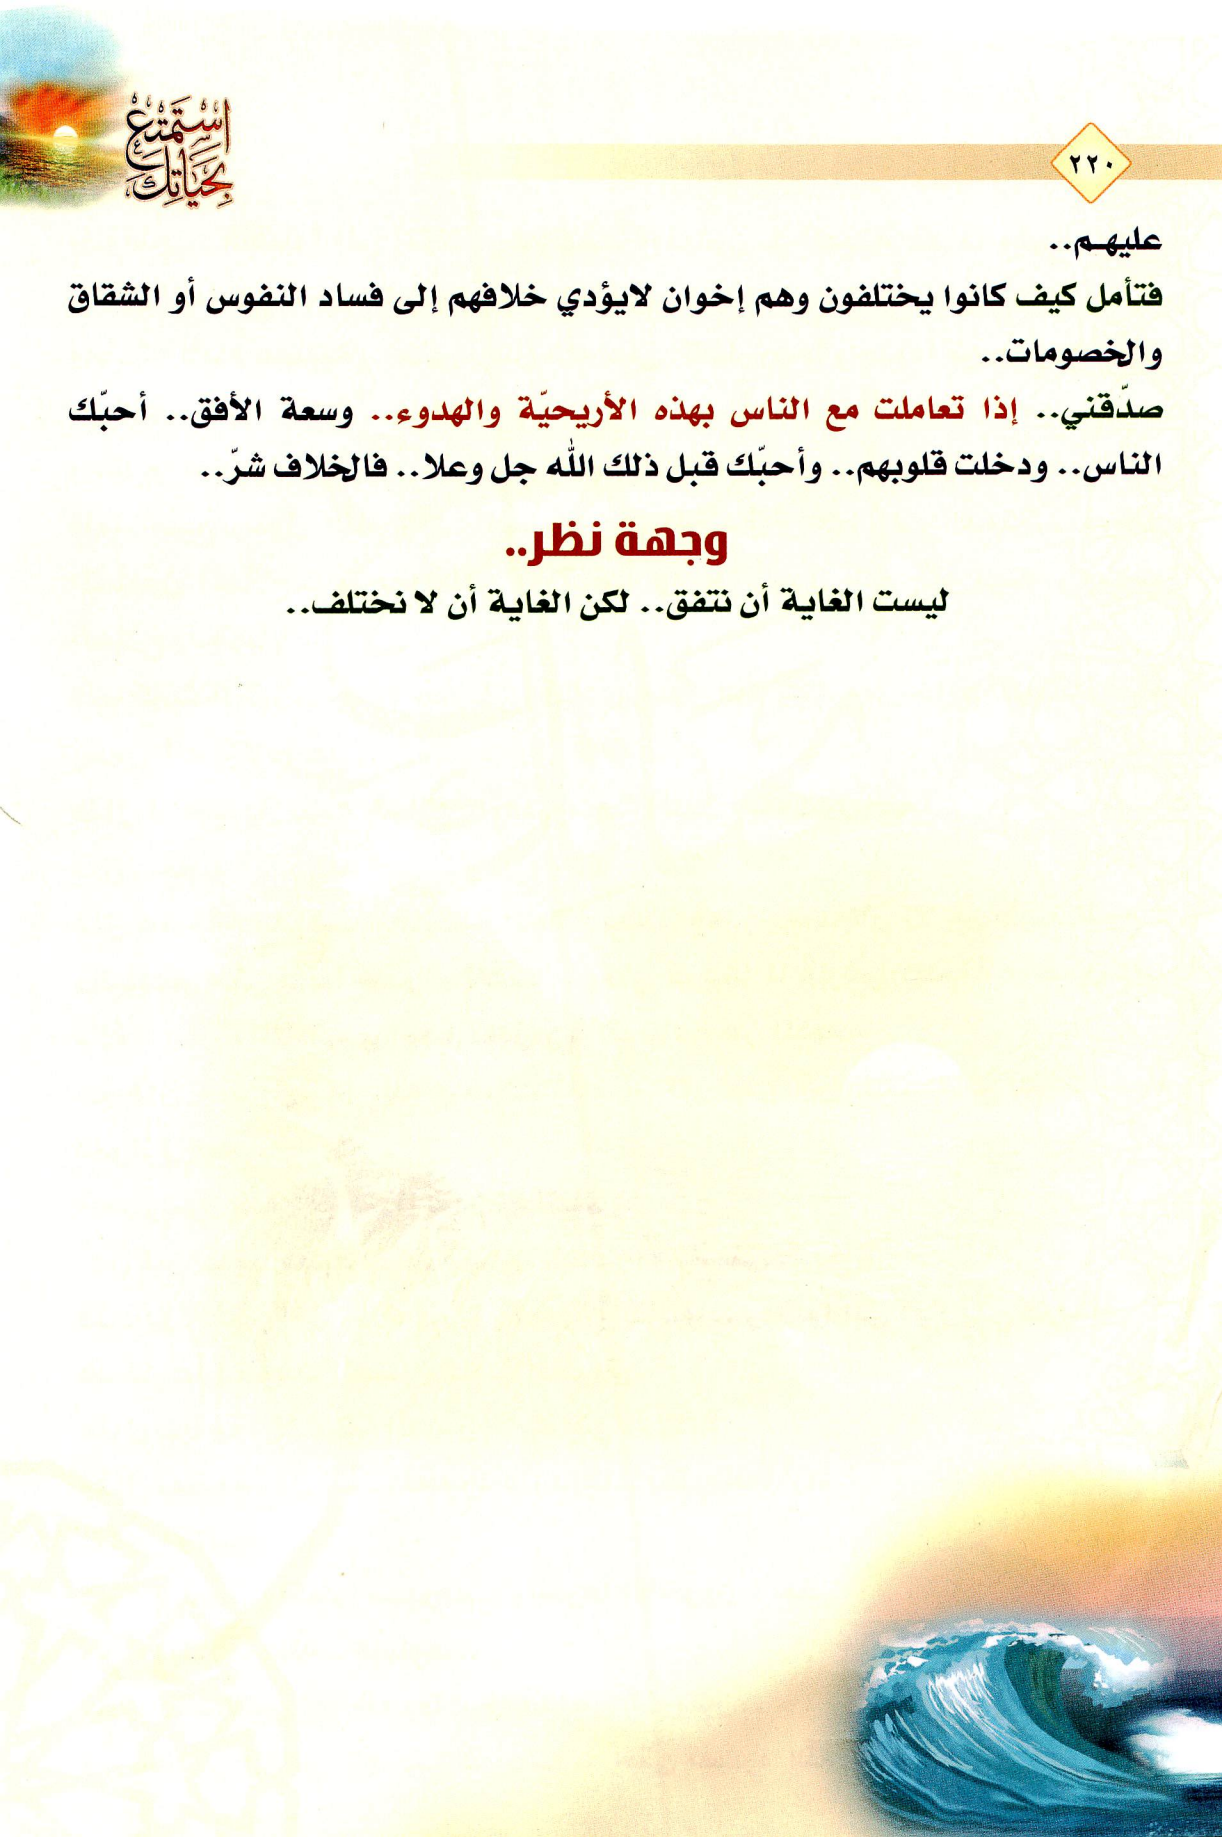 استمتع
بحياتك
٢٢٠
عليهم..
فتأمل كيف كانوا يختلفون وهم إخوان لايؤدي خلافهم إلى فساد النفوس أو الشقاق
والخصومات..
صدّقني.. إذا تعاملت مع الناس بهذه الأريحيّة والهدوء.. وسعة الأفق.. أحبّك
الناس.. ودخلت قلوبهم.. وأحبّك قبل ذلك الله جل وعلا.. فالخلاف شرّ..
وجهة نظر..
ليست الغاية أن نتفق.. لكن الغاية أن لا نختلف..